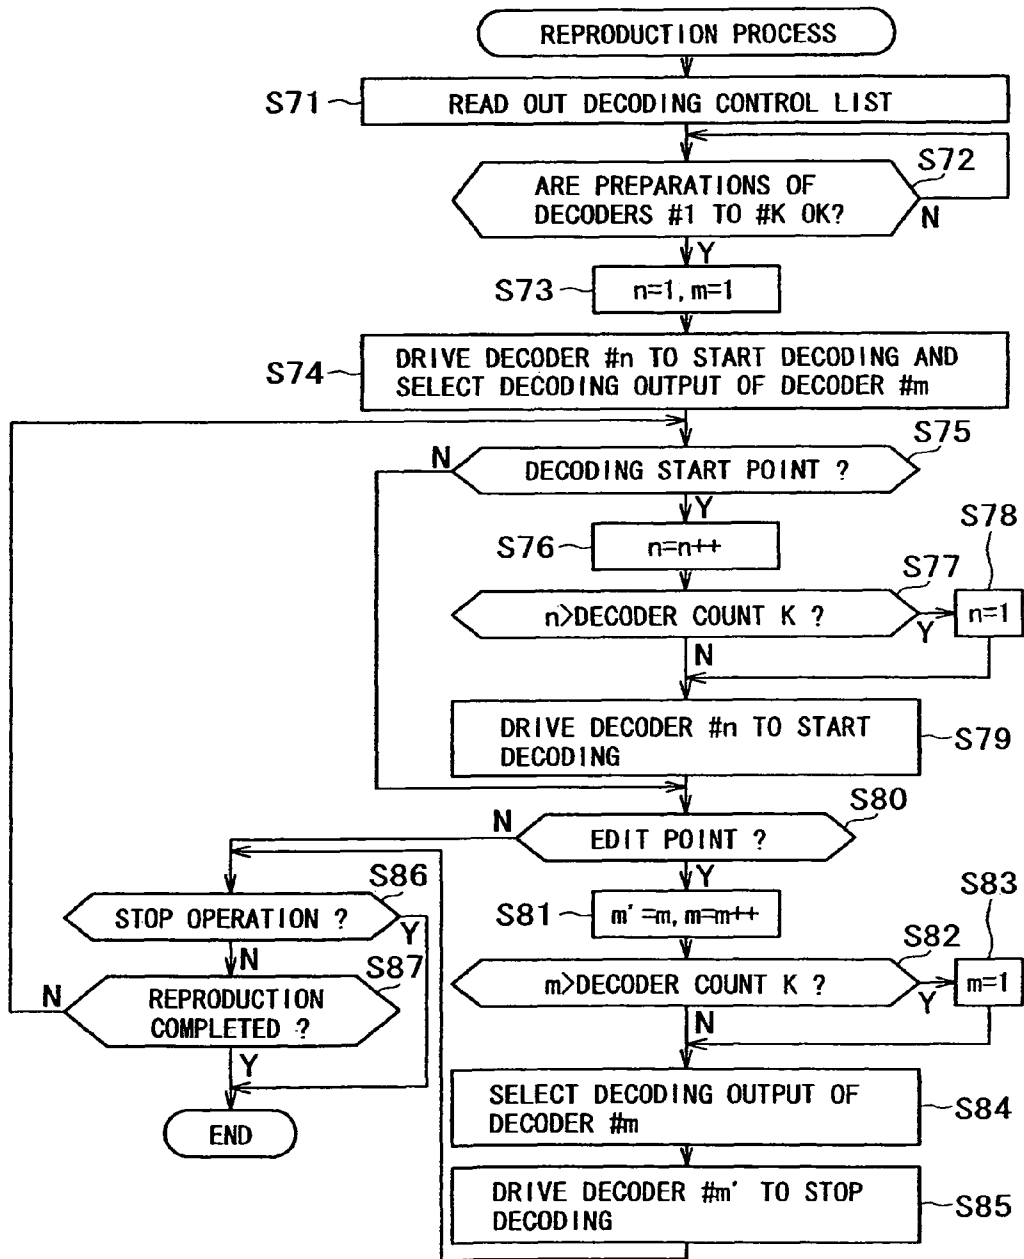 REPRODUCTION PROCESS
S71
READ OUT DECODING CONTROL LIST
S72
ARE PREPARATIONS OF
DECODERS #1 TO #K OK?
N
Y
S73
n=1, m=1
S74
DRIVE DECODER #n TO START DECODING AND
SELECT DECODING OUTPUT OF DECODER #m
S75
N
DECODING START POINT ?
Y
S76
n=n++
S78
S77
n>DECODER COUNT K ?
Y
n=1
N
DRIVE DECODER #n TO START
DECODING
S79
S80
N
EDIT POINT ?
Y
S86
STOP OPERATION ?
Y
N
S81
m'=m, m=m++
S83
S82
m>DECODER COUNT K ?
Y
m=1
N
S87
N
REPRODUCTION
COMPLETED ?
Y
END
SELECT DECODING OUTPUT OF
DECODER #m
S84
DRIVE DECODER #m' TO STOP
DECODING
S85